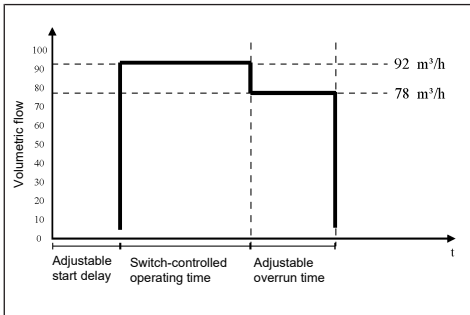 Volumetric flow
100
90
80
70
60
50
40
30
20
10
0
92 m³/h
78 m³/h
t
Adjustable
start delay
Switch-controlled
operating time
Adjustable
overrun time